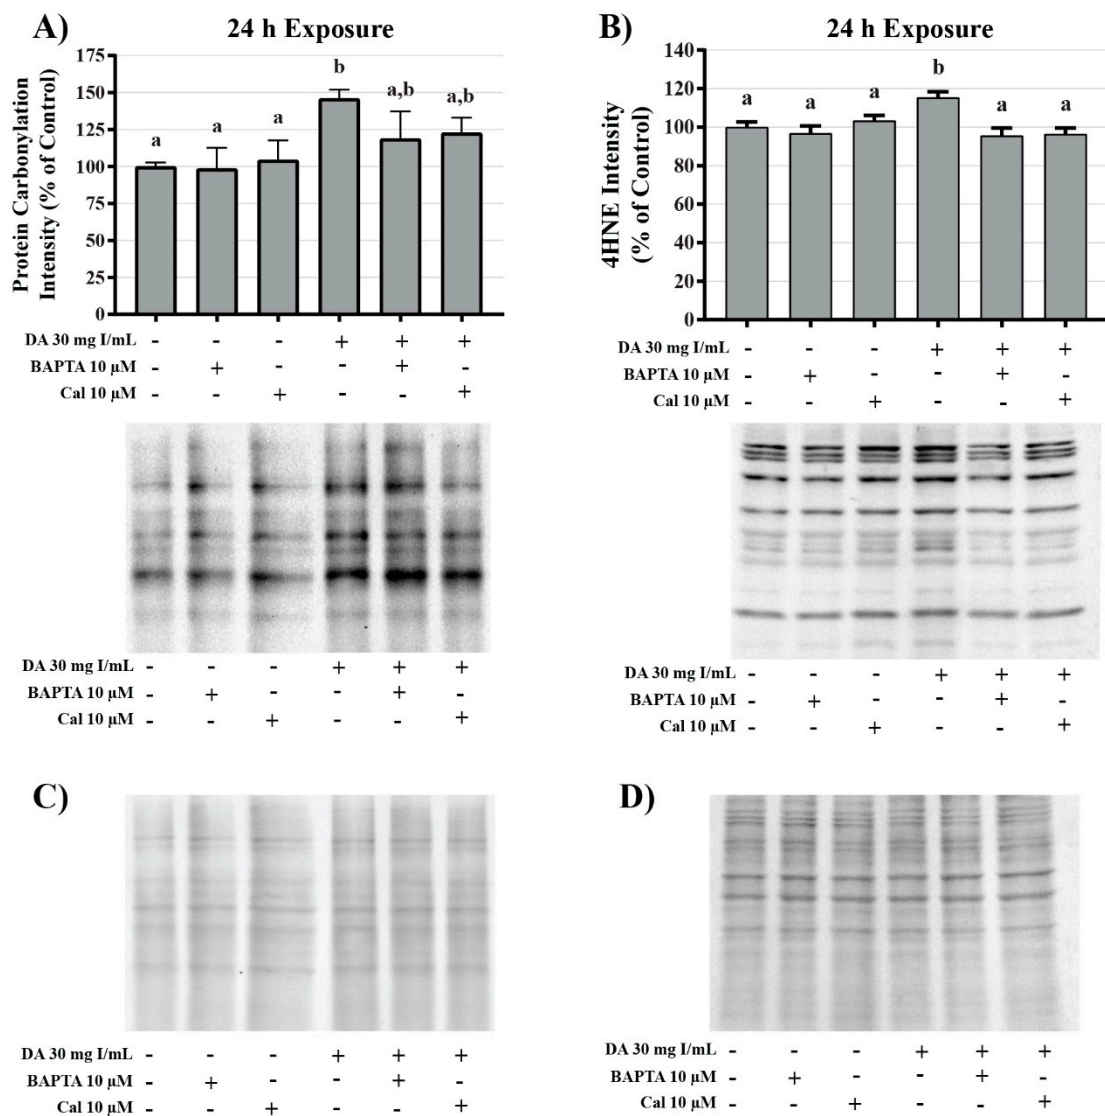 A)
24 h Exposure
Protein Carbonylation
Intensity (% of Control)
175
150
125
100
75
50
25
0
a
a
a
b
a,b
a,b
DA 30 mg I/mL - - - + + +
BAPTA 10 µM - + - - + -
Cal 10 µM - - + - - +
DA 30 mg I/mL - - - + + +
BAPTA 10 µM - + - - + -
Cal 10 µM - - + - - +
B)
24 h Exposure
4HNE Intensity
(% of Control)
140
120
100
80
60
40
20
0
a
a
a
b
a
a
DA 30 mg I/mL - - - + + +
BAPTA 10 µM - + - - + -
Cal 10 µM - - + - - +
DA 30 mg I/mL - - - + + +
BAPTA 10 µM - + - - + -
Cal 10 µM - - + - - +
C)
DA 30 mg I/mL - - - + + +
BAPTA 10 µM - + - - + -
Cal 10 µM - - + - - +
D)
DA 30 mg I/mL - - - + + +
BAPTA 10 µM - + - - + -
Cal 10 µM - - + - - +